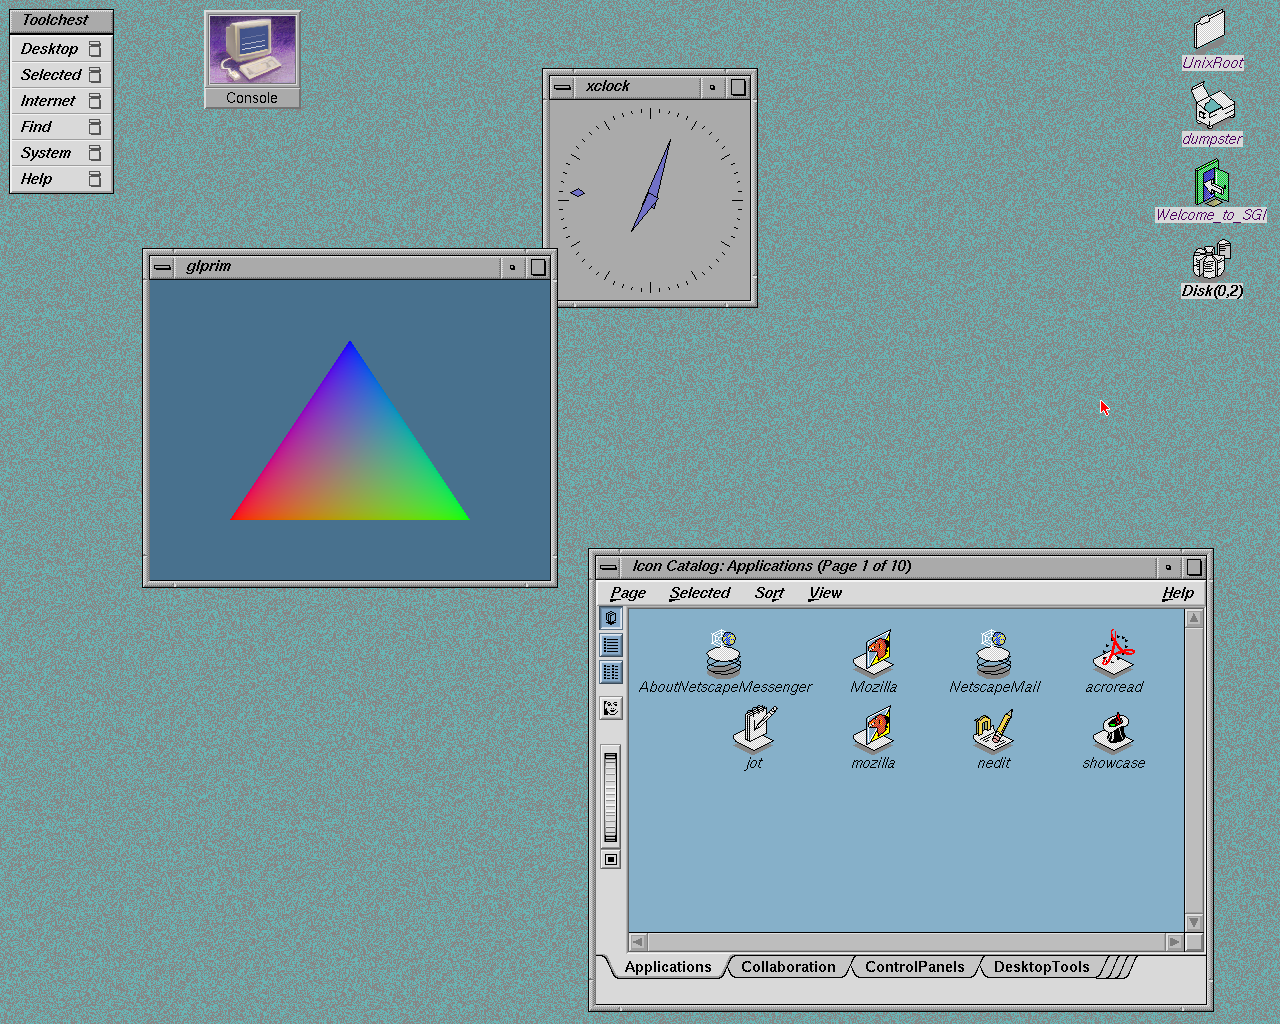 Toolchest
Desktop
Selected
Internet
Find
System
Help
Console
xclock
UnixRoot
dumpster
Welcome_to_SGI
Disk(0,2)
glprim
Icon Catalog: Applications (Page 1 of 10)
Page Selected Sort View Help
AboutNetscapeMessenger Mozilla NetscapeMail acroread
jot mozilla nedit showcase
Applications Collaboration ControlPanels DesktopTools